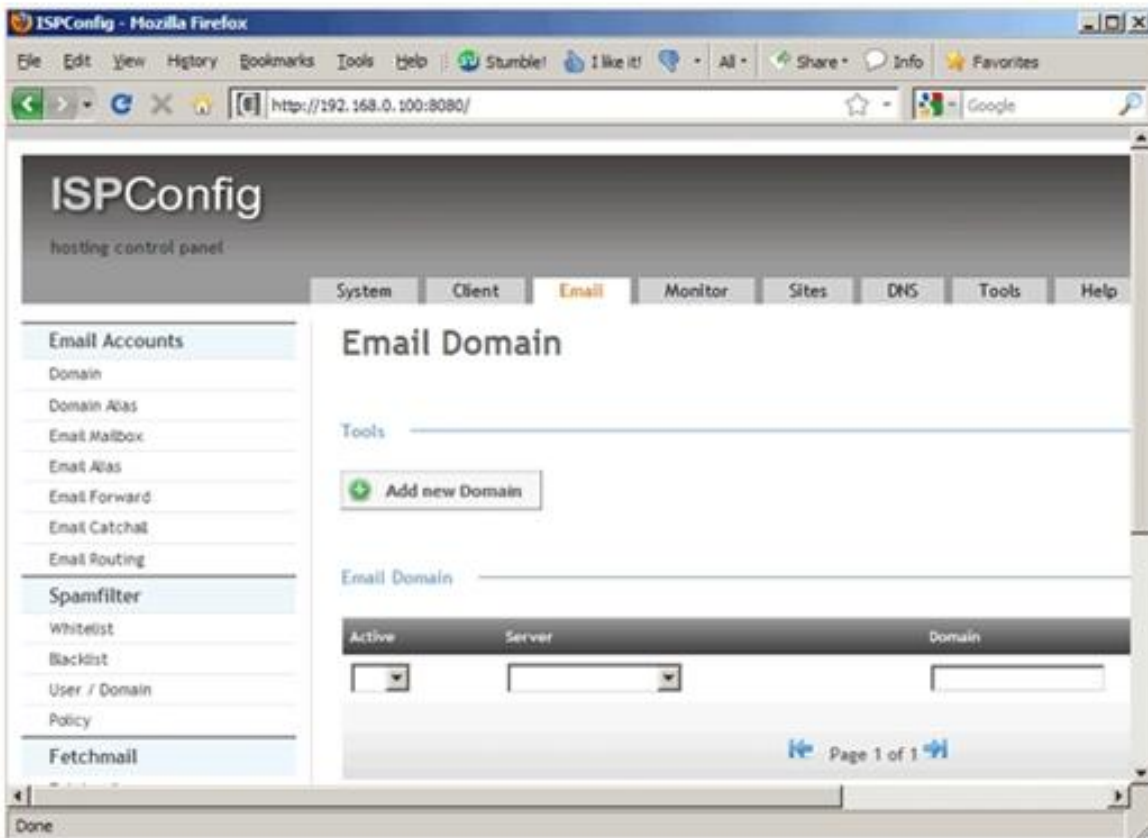 ISPConfig - Mozilla Firefox
File Edit View History Bookmarks Tools Help Stumble! I like it! All Share Info Favorites
http://192.168.0.100:8080/ Google
ISPConfig
hosting control panel
System Client Email Monitor Sites DNS Tools Help
Email Accounts
Domain
Domain Alias
Email Mailbox
Email Alias
Email Forward
Email Catchall
Email Routing
Spamfilter
Whitelist
Blacklist
User / Domain
Policy
Fetchmail
Email Domain
Tools
Add new Domain
Email Domain
Active Server Domain
Page 1 of 1
Done